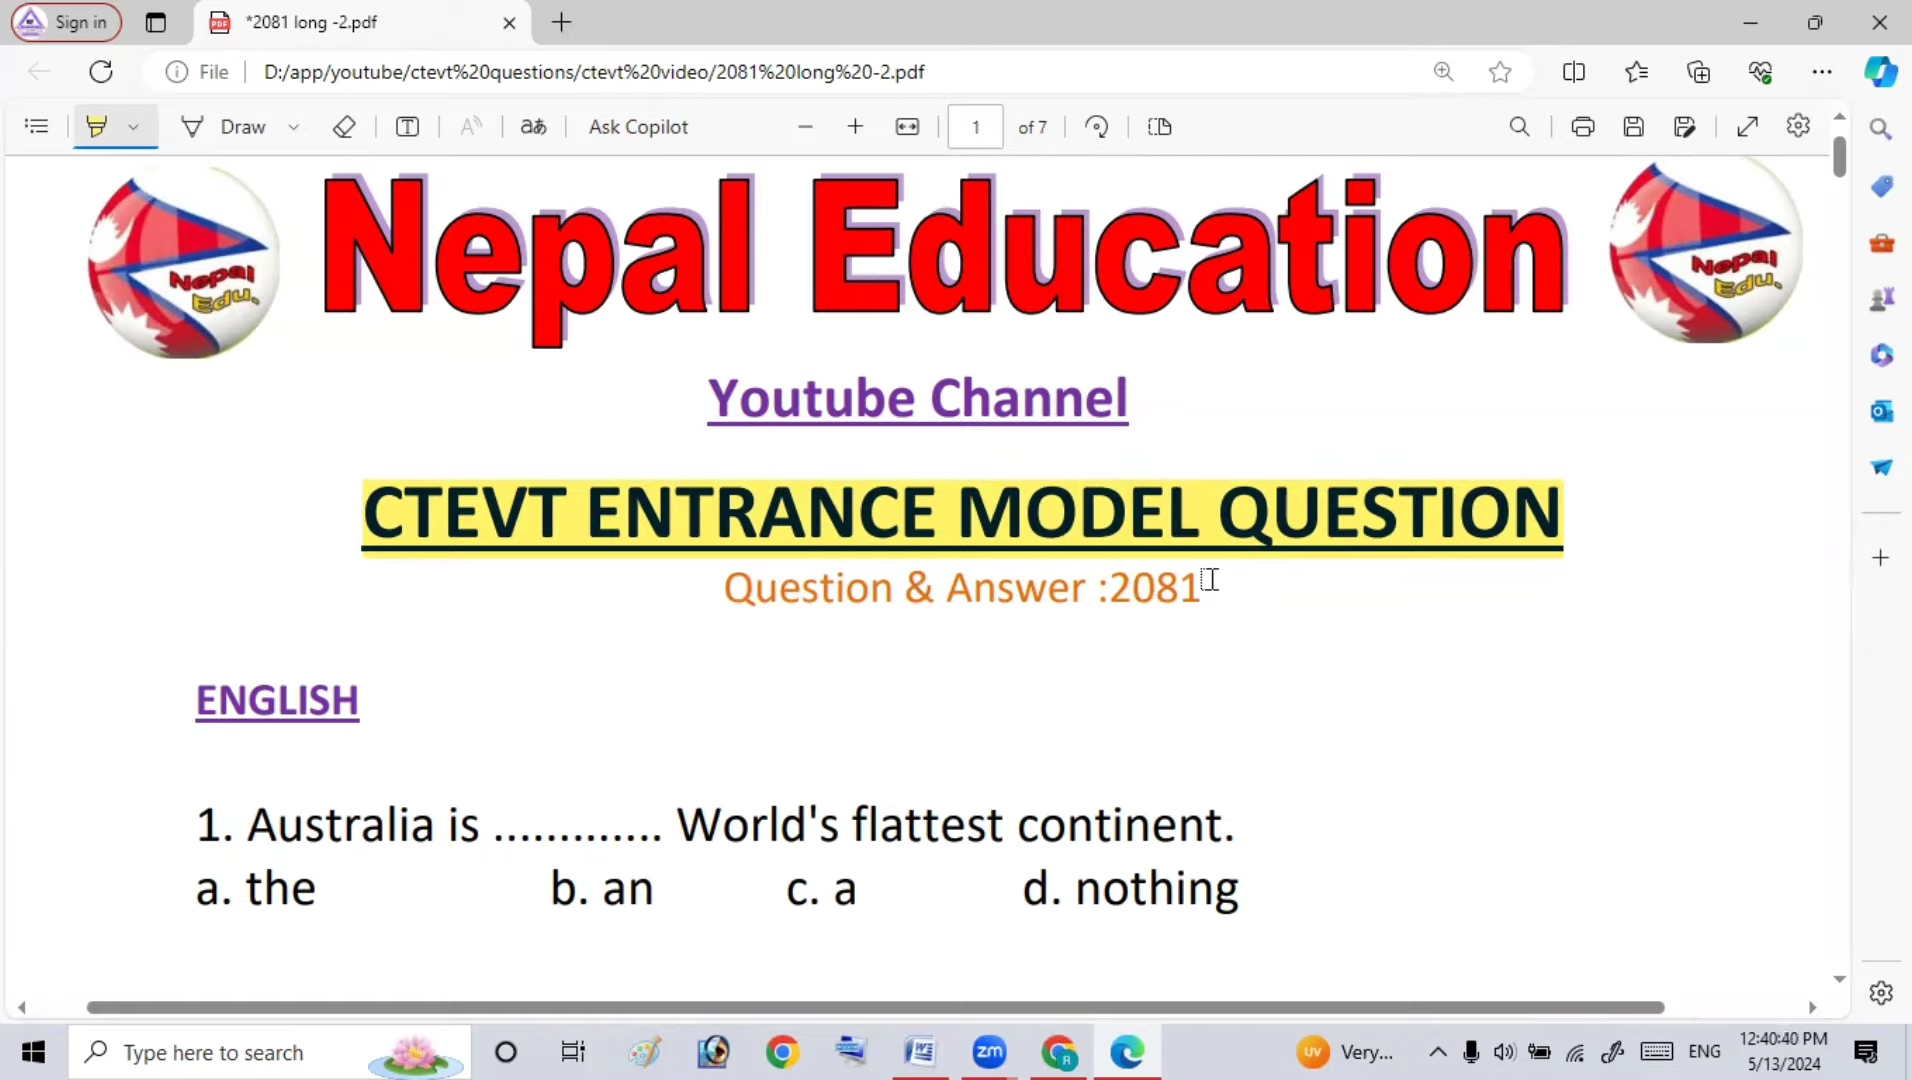 Sign in
*2081 long -2.pdf
File
D:/app/youtube/ctevt%20questions/ctevt%20video/2081%20long%20-2.pdf
Draw
Ask Copilot
1 of 7
Nepal Education
Nepal Edu.
Nepal Edu.
Youtube Channel
CTEVT ENTRANCE MODEL QUESTION
Question & Answer :2081
ENGLISH
1. Australia is ............. World's flattest continent.
a. the b. an c. a d. nothing
Type here to search
zm
R
UV
Very...
ENG
12:40:40 PM
5/13/2024